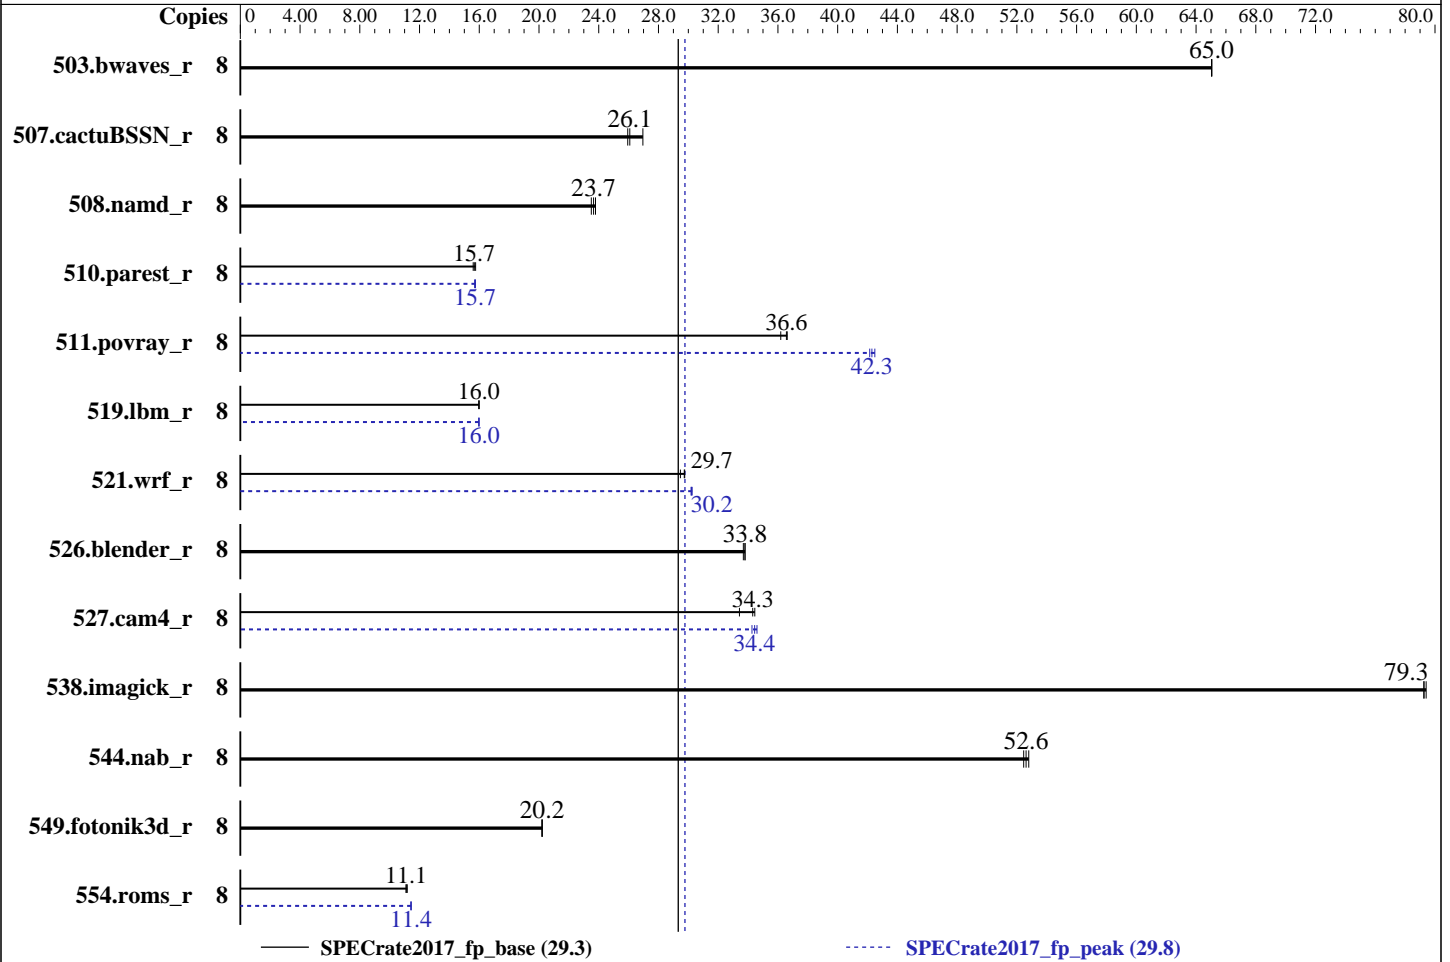 Copies 0 4.00 8.00 12.0 16.0 20.0 24.0 28.0 32.0 36.0 40.0 44.0 48.0 52.0 56.0 60.0 64.0 68.0 72.0 80.0
503.bwaves_r 8 65.0
507.cactuBSSN_r 8 26.1
508.namd_r 8 23.7
510.parest_r 8 15.7
15.7
511.povray_r 8 36.6
42.3
519.lbm_r 8 16.0
16.0
521.wrf_r 8 29.7
30.2
526.blender_r 8 33.8
527.cam4_r 8 34.3
34.4
538.imagick_r 8 79.3
544.nab_r 8 52.6
549.fotonik3d_r 8 20.2
554.roms_r 8 11.1
11.4
SPECrate2017_fp_base (29.3) SPECrate2017_fp_peak (29.8)